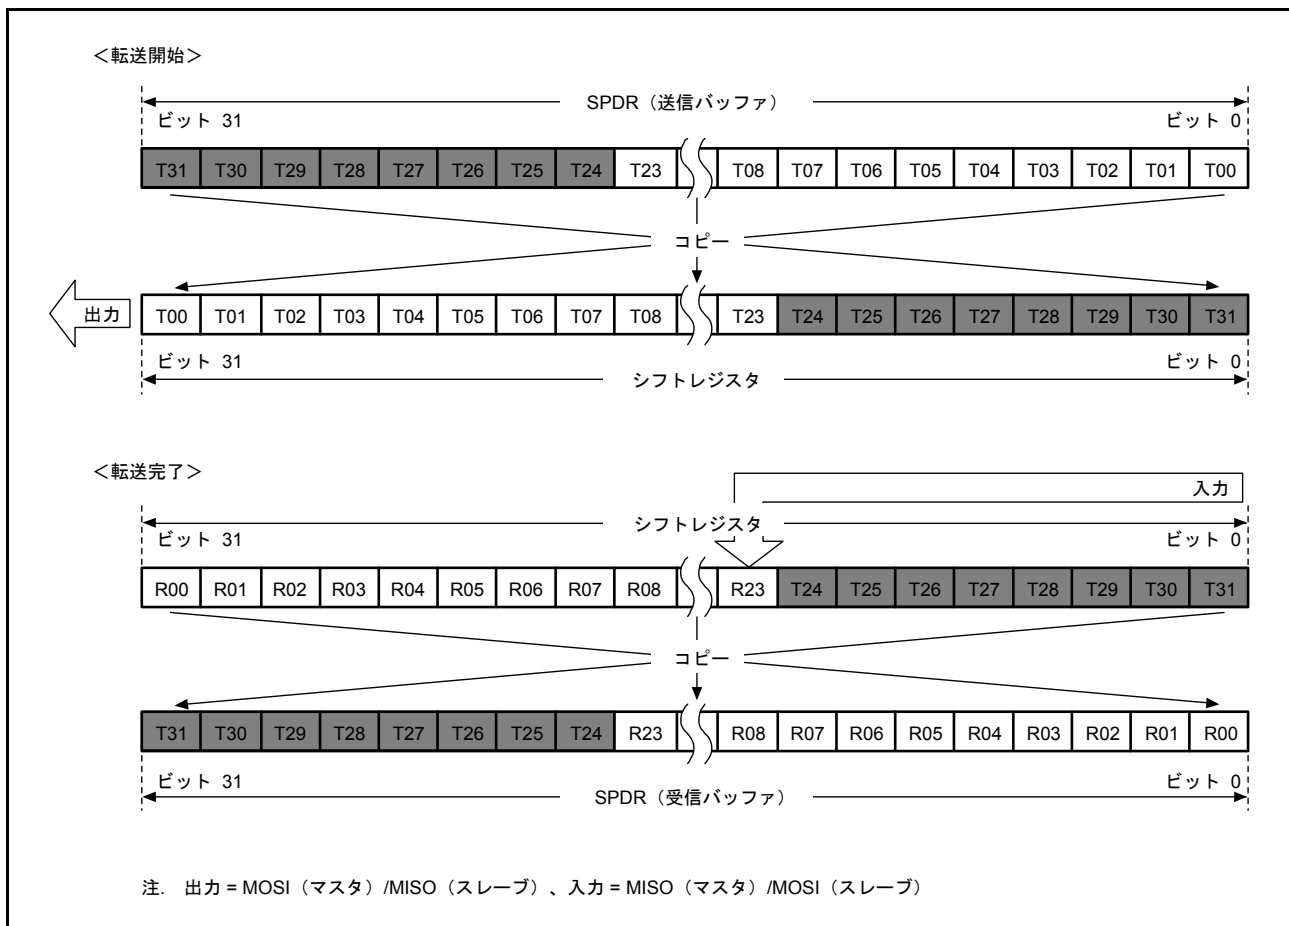 ＜転送開始＞
SPDR（送信バッファ）
ビット 31 ビット 0
T31 T30 T29 T28 T27 T26 T25 T24 T23 T08 T07 T06 T05 T04 T03 T02 T01 T00
コピー
出力 T00 T01 T02 T03 T04 T05 T06 T07 T08 T23 T24 T25 T26 T27 T28 T29 T30 T31
ビット 31 ビット 0
シフトレジスタ
＜転送完了＞
入力
シフトレジスタ
ビット 31 ビット 0
R00 R01 R02 R03 R04 R05 R06 R07 R08 R23 T24 T25 T26 T27 T28 T29 T30 T31
コピー
T31 T30 T29 T28 T27 T26 T25 T24 R23 R08 R07 R06 R05 R04 R03 R02 R01 R00
ビット 31 ビット 0
SPDR（受信バッファ）
注. 出力 = MOSI（マスタ）/MISO（スレーブ）、入力 = MISO（マスタ）/MOSI（スレーブ）